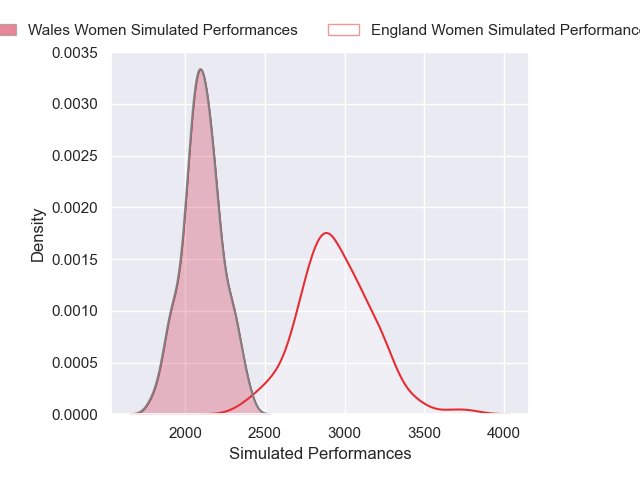 Wales Women Simulated Performances
England Women Simulated Performanc
0.0035
0.0030
0.0025
0.0020
0.0015
0.0010
0.0005
0.0000
Density
2000 2500 3000 3500 4000
Simulated Performances